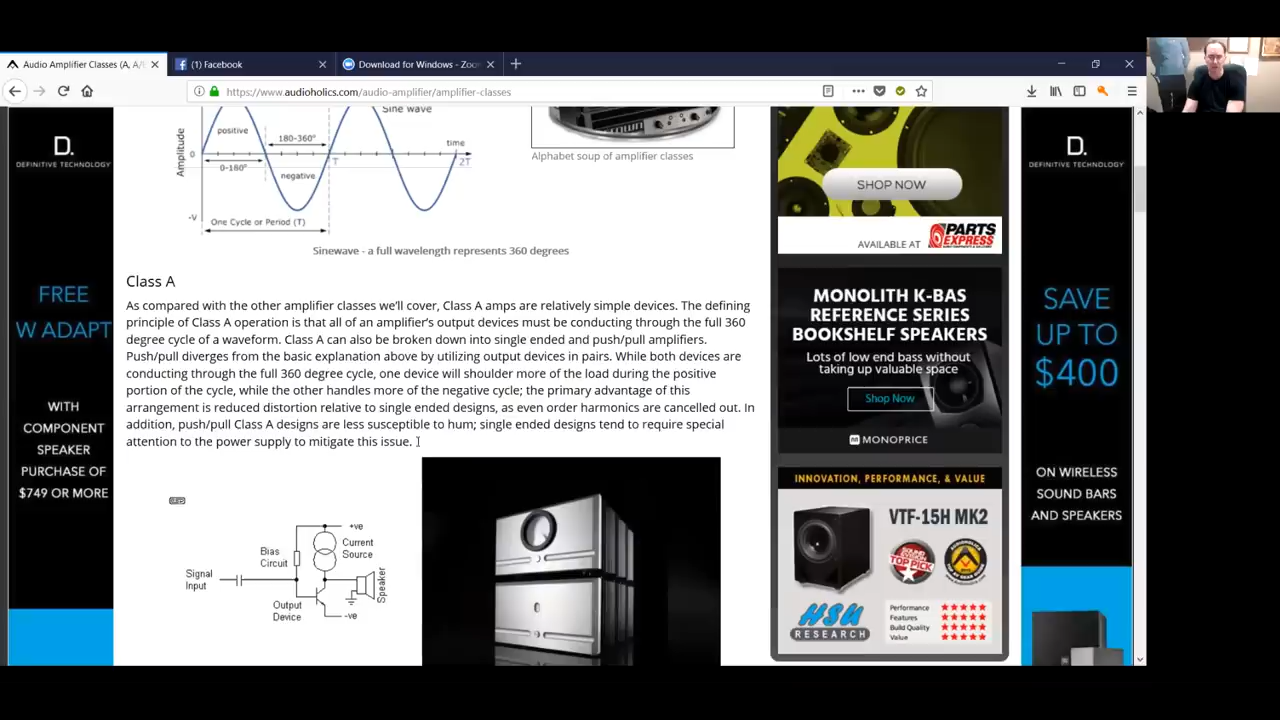 Audio Amplifier Classes (A, A/
(1) Facebook
Download for Windows - Zoo
https://www.audioholics.com/audio-amplifier/amplifier-classes
D.
DEFINITIVE TECHNOLOGY
FREE
W ADAPT
WITH
COMPONENT
SPEAKER
PURCHASE OF
$749 OR MORE
Amplitude
Sine wave
positive
180-360°
time
0
0-180°
T
2T
negative
-V
One Cycle or Period (T)
Sinewave - a full wavelength represents 360 degrees
Alphabet soup of amplifier classes
Class A
As compared with the other amplifier classes we'll cover, Class A amps are relatively simple devices. The defining
principle of Class A operation is that all of an amplifier's output devices must be conducting through the full 360
degree cycle of a waveform. Class A can also be broken down into single ended and push/pull amplifiers.
Push/pull diverges from the basic explanation above by utilizing output devices in pairs. While both devices are
conducting through the full 360 degree cycle, one device will shoulder more of the load during the positive
portion of the cycle, while the other handles more of the negative cycle; the primary advantage of this
arrangement is reduced distortion relative to single ended designs, as even order harmonics are cancelled out. In
addition, push/pull Class A designs are less susceptible to hum; single ended designs tend to require special
attention to the power supply to mitigate this issue.
+ve
Bias
Circuit
Current
Source
Signal
Input
Speaker
Output
Device
-ve
SHOP NOW
AVAILABLE AT
PARTS
EXPRESS
MONOLITH K-BAS
REFERENCE SERIES
BOOKSHELF SPEAKERS
Lots of low end bass without
taking up valuable space
Shop Now
MONOPRICE
INNOVATION, PERFORMANCE, & VALUE
VTF-15H MK2
SOUND
VISION
TOP PICK
HSU
RESEARCH
Performance
Features
Build Quality
Value
D.
DEFINITIVE TECHNOLOGY
SAVE
UP TO
$400
ON WIRELESS
SOUND BARS
AND SPEAKERS